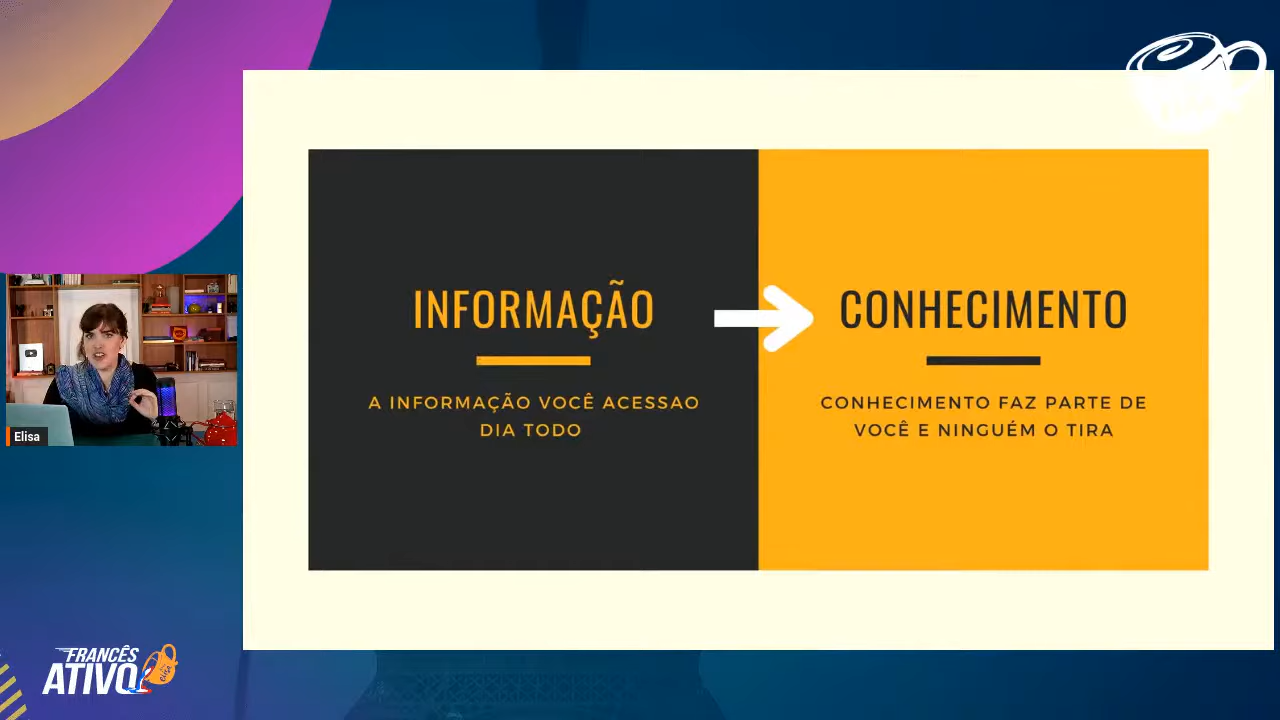 INFORMAÇÃO
A INFORMAÇÃO VOCÊ ACESSAO
DIA TODO
CONHECIMENTO
CONHECIMENTO FAZ PARTE DE
VOCÊ E NINGUÉM O TIRA
Elisa
FRANCÊS
ATIVO